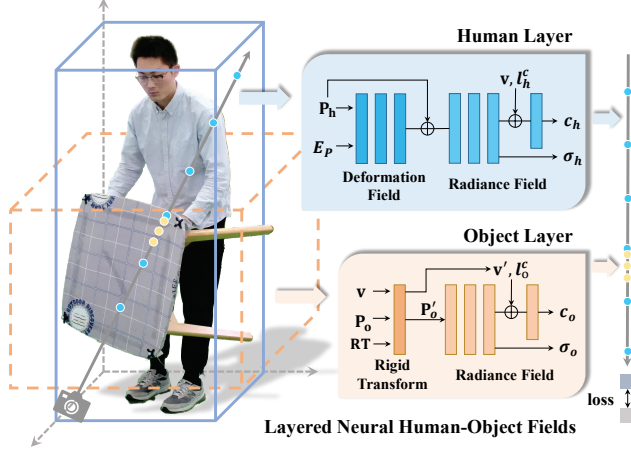 Human Layer
v, l_h^c
P_h
E_P
c_h
σ_h
Deformation
Field
Radiance Field
Object Layer
v', l_o^c
v
P_o
RT
P_o'
c_o
σ_o
Rigid
Transform
Radiance Field
loss
Layered Neural Human-Object Fields